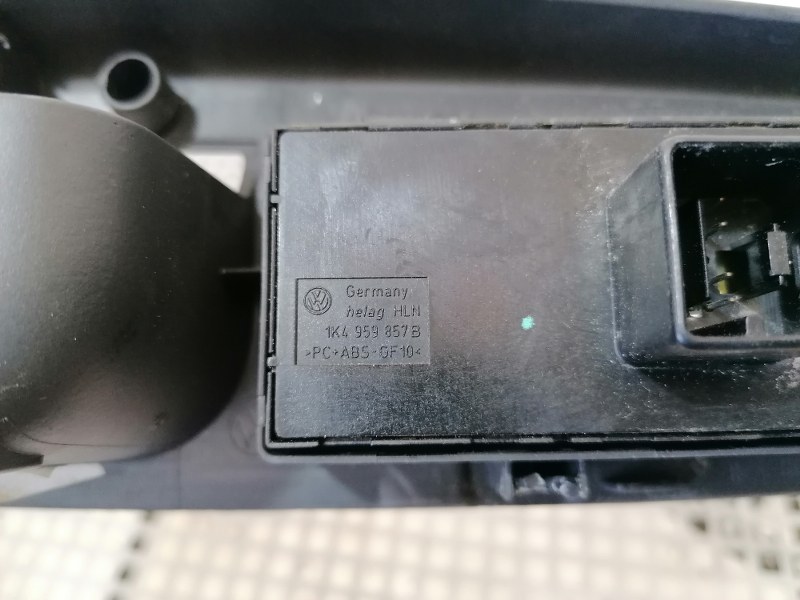 Germany
helag HLN
1K4 959 857 B
>PC+ABS-GF10<